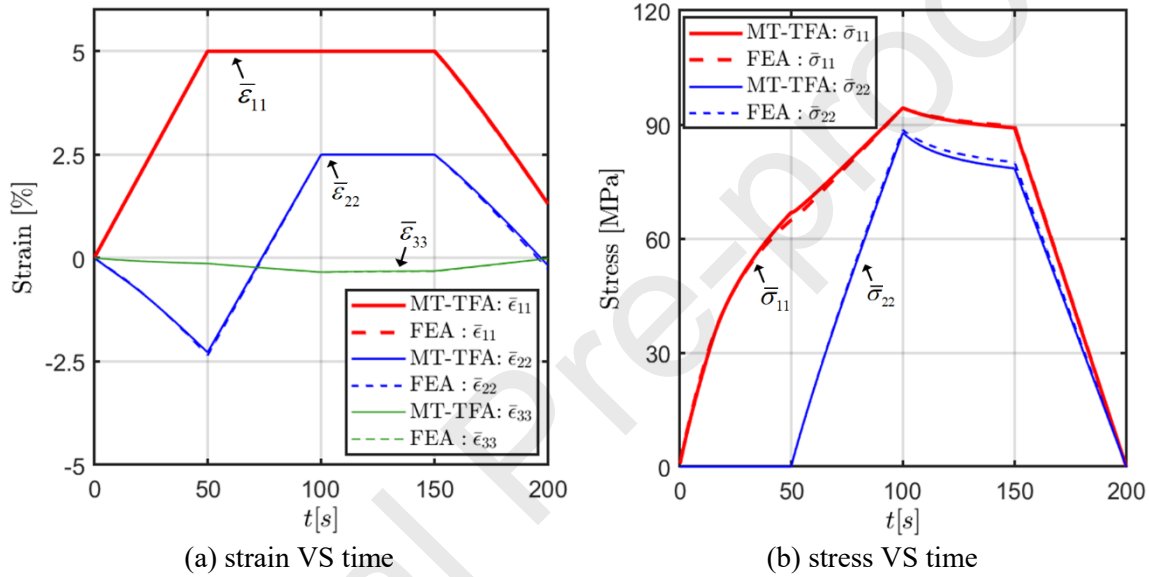 5
2.5
0
-2.5
-5
Strain [%]
ε̄11
ε̄22
ε̄33
MT-TFA: ϵ̄11
FEA : ϵ̄11
MT-TFA: ϵ̄22
FEA : ϵ̄22
MT-TFA: ϵ̄33
FEA : ϵ̄33
0 50 100 150 200
t[s]
(a) strain VS time
120
90
60
30
0
Stress [MPa]
MT-TFA: σ̄11
FEA : σ̄11
MT-TFA: σ̄22
FEA : σ̄22
σ̄11
σ̄22
0 50 100 150 200
t[s]
(b) stress VS time
al Pre-proo